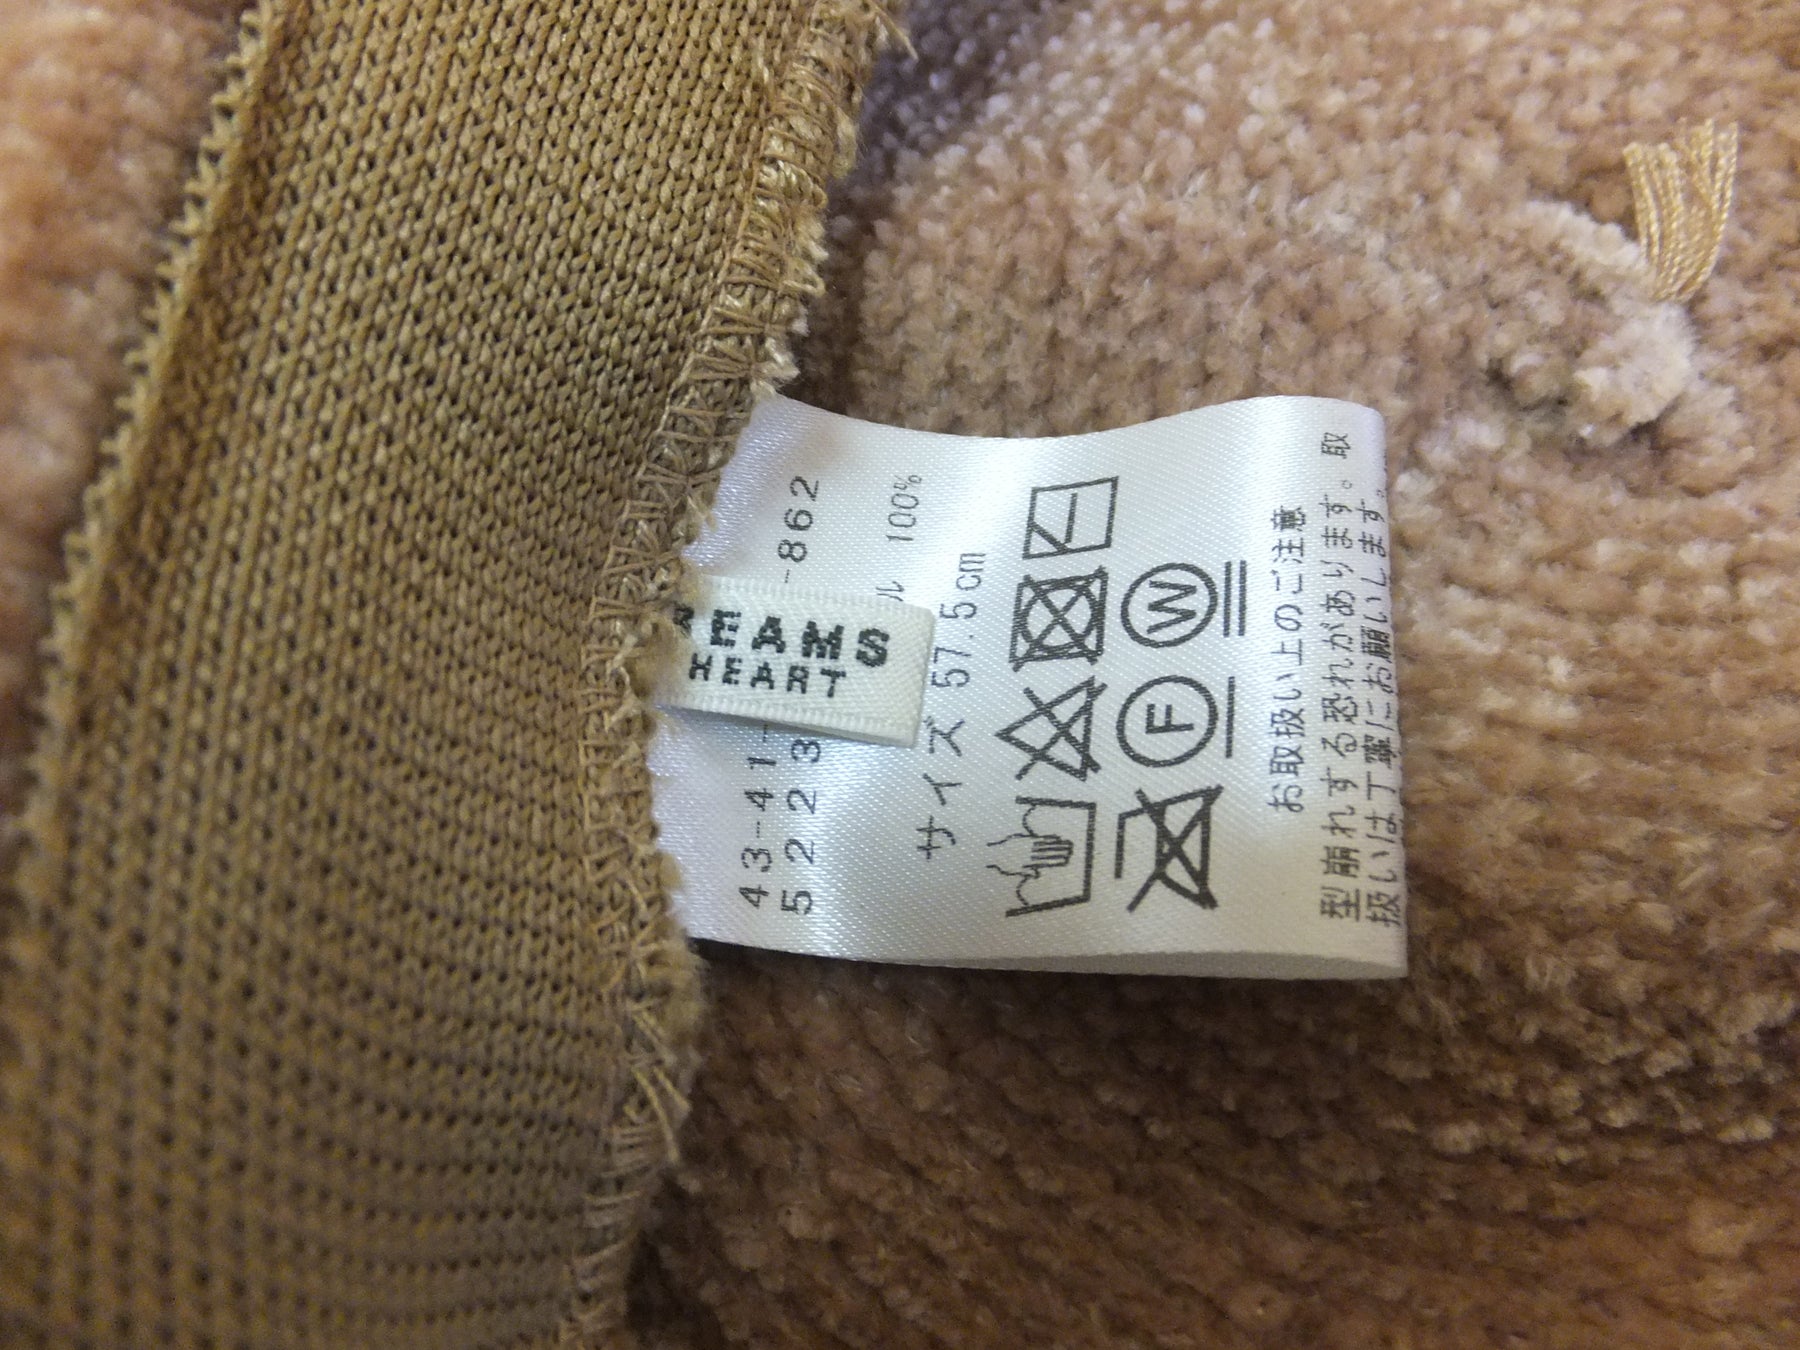 BEAMS
HEART
43-41-
-862
52223
ル 100%
サイズ 57.5cm
W
F
お取扱い上のご注意
型崩れする恐れがあります。取
扱いは丁寧にお願いします。